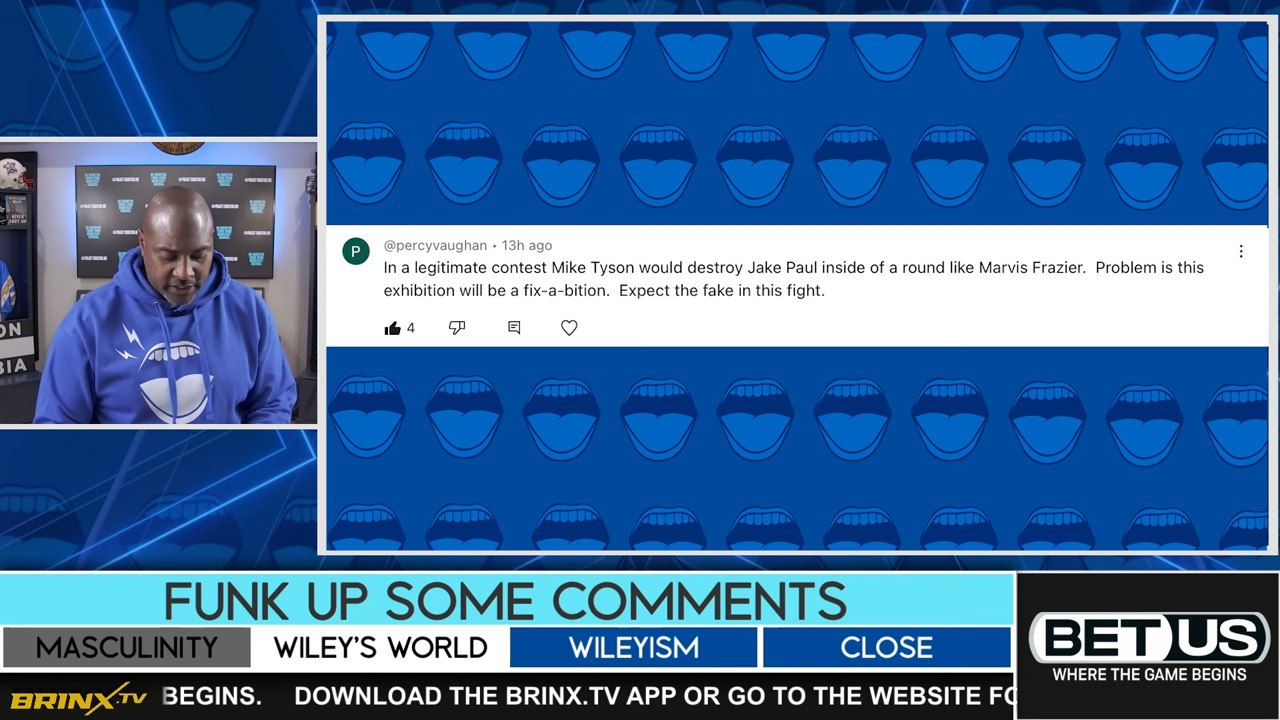 P
@percyvaughan • 13h ago
In a legitimate contest Mike Tyson would destroy Jake Paul inside of a round like Marvis Frazier.  Problem is this
exhibition will be a fix-a-bition.  Expect the fake in this fight.
4
ON
BIA
FUNK UP SOME COMMENTS
MASCULINITY
WILEY'S WORLD
WILEYISM
CLOSE
BET US
WHERE THE GAME BEGINS
BRINX.TV
BEGINS.    DOWNLOAD THE BRINX.TV APP OR GO TO THE WEBSITE FO